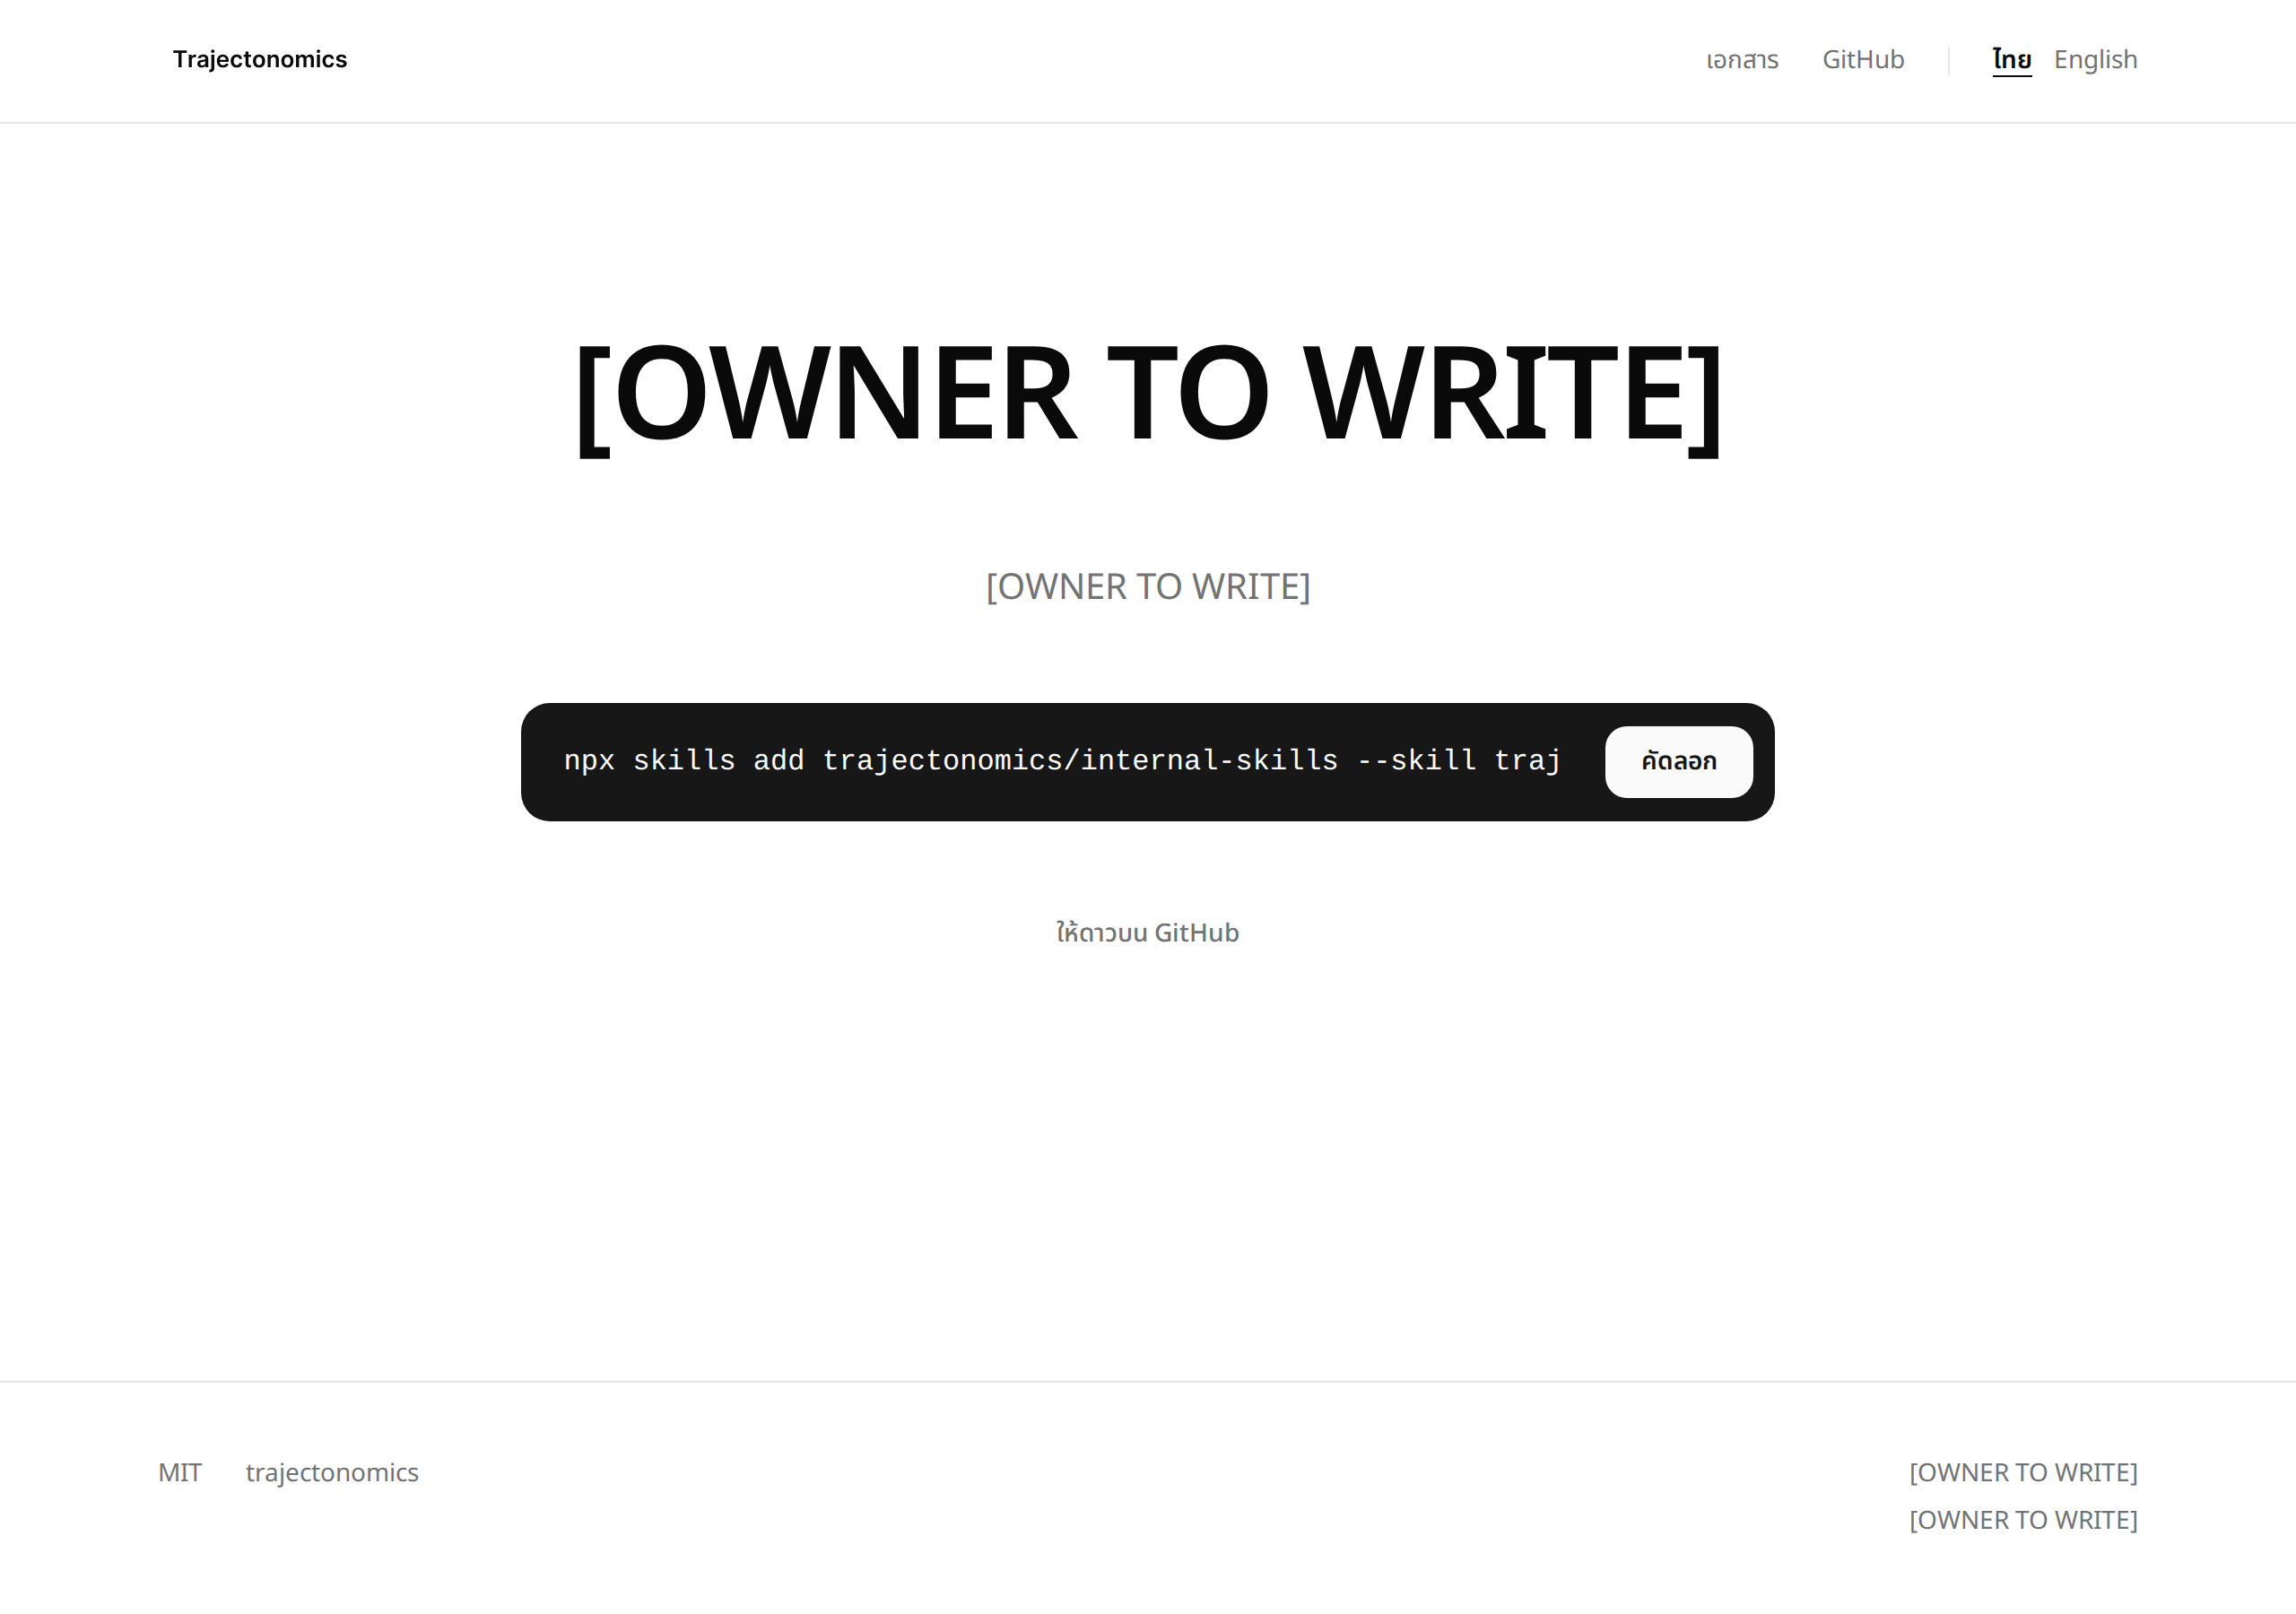 Trajectonomics
เอกสาร GitHub ไทย English
[OWNER TO WRITE]
[OWNER TO WRITE]
npx skills add trajectonomics/internal-skills --skill traj
คัดลอก
ให้ดาวบน GitHub
MIT trajectonomics
[OWNER TO WRITE]
[OWNER TO WRITE]